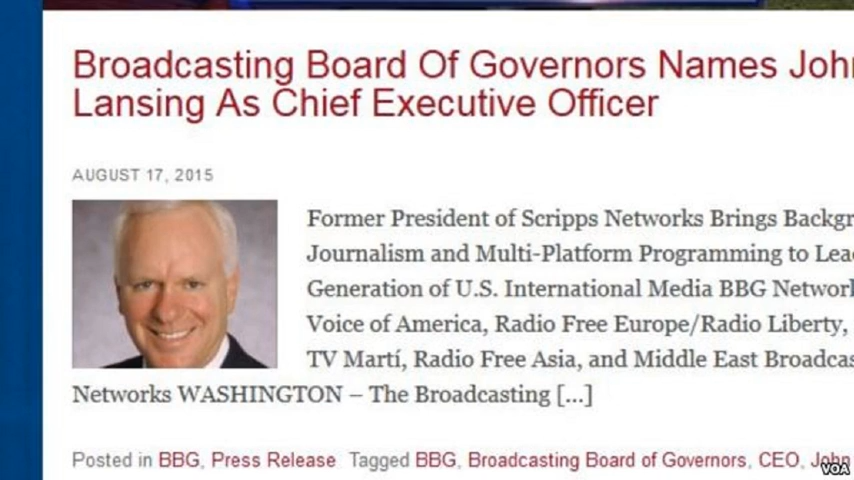 Broadcasting Board Of Governors Names John
Lansing As Chief Executive Officer
AUGUST 17, 2015
Former President of Scripps Networks Brings
Journalism and Multi-Platform Programming to
Generation of U.S. International Media BBG
Voice of America, Radio Free Europe/Radio Liberty,
TV Martí, Radio Free Asia, and Middle East
Networks WASHINGTON – The Broadcasting [...]
Posted in BBG, Press Release Tagged BBG, Broadcasting Board of Governors, CEO, John
VOA